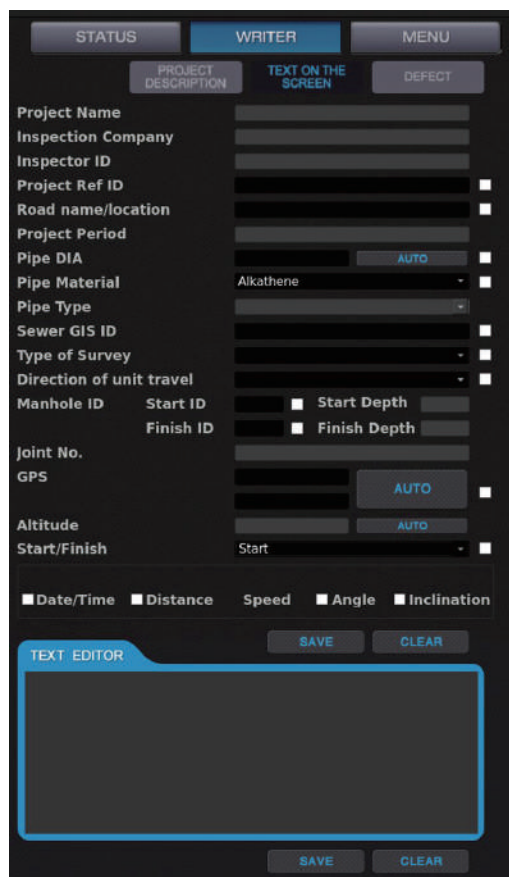 STATUS WRITER MENU
PROJECT DESCRIPTION TEXT ON THE SCREEN DEFECT
Project Name
Inspection Company
Inspector ID
Project Ref ID
Road name/location
Project Period
Pipe DIA AUTO
Pipe Material Alkathene
Pipe Type
Sewer GIS ID
Type of Survey
Direction of unit travel
Manhole ID Start ID Start Depth
Finish ID Finish Depth
Joint No.
GPS AUTO
Altitude AUTO
Start/Finish Start
Date/Time Distance Speed Angle Inclination
SAVE CLEAR
TEXT EDITOR
SAVE CLEAR